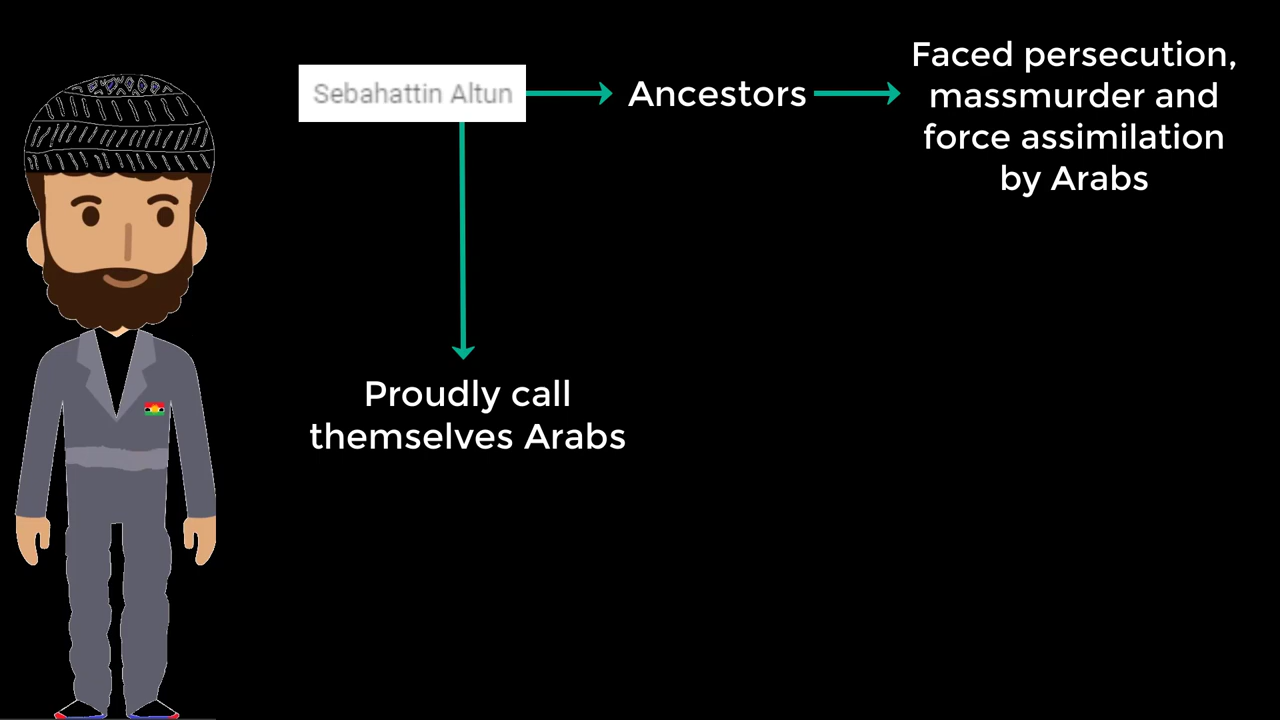 Sebahattin Altun
Ancestors
Faced persecution,
massmurder and
force assimilation
by Arabs
Proudly call
themselves Arabs